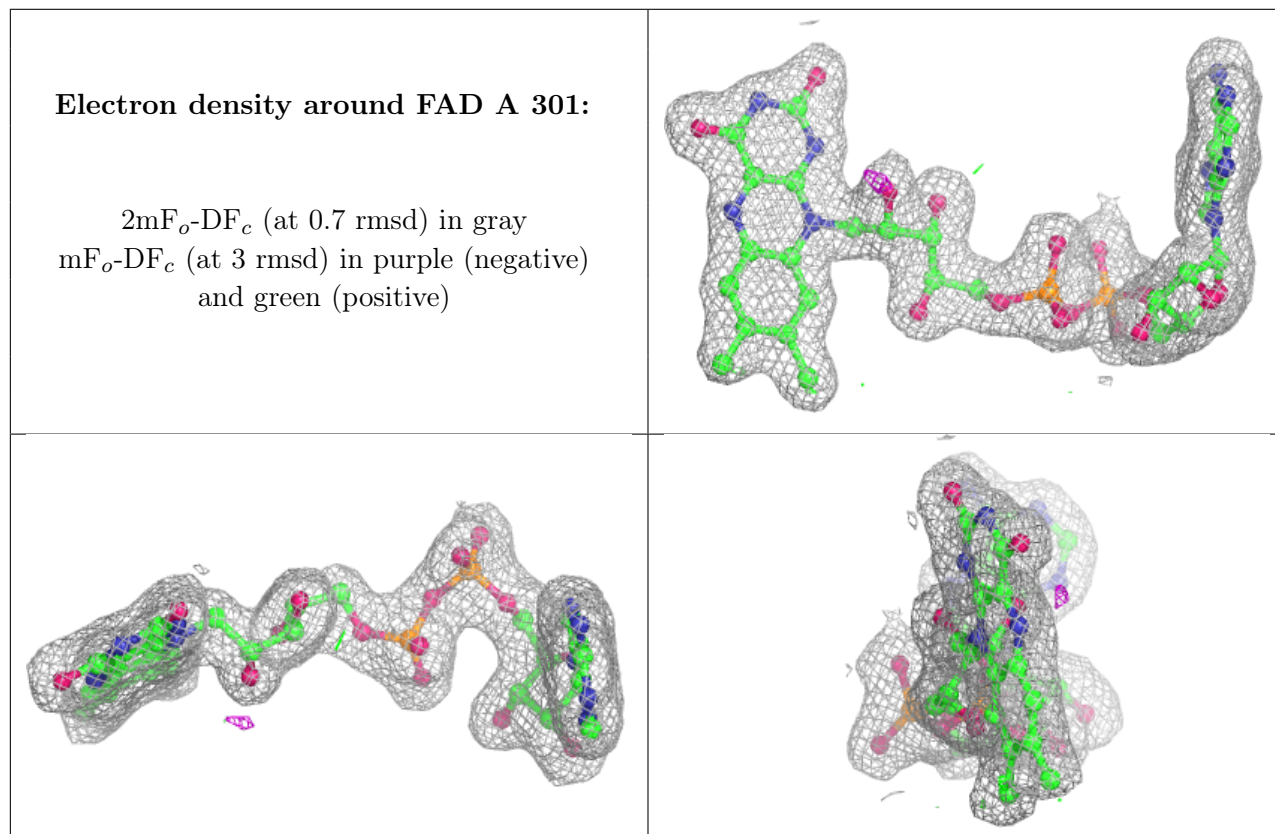 Electron density around FAD A 301:
2mFₒ-DF𝒸 (at 0.7 rmsd) in gray
mFₒ-DF𝒸 (at 3 rmsd) in purple (negative)
and green (positive)